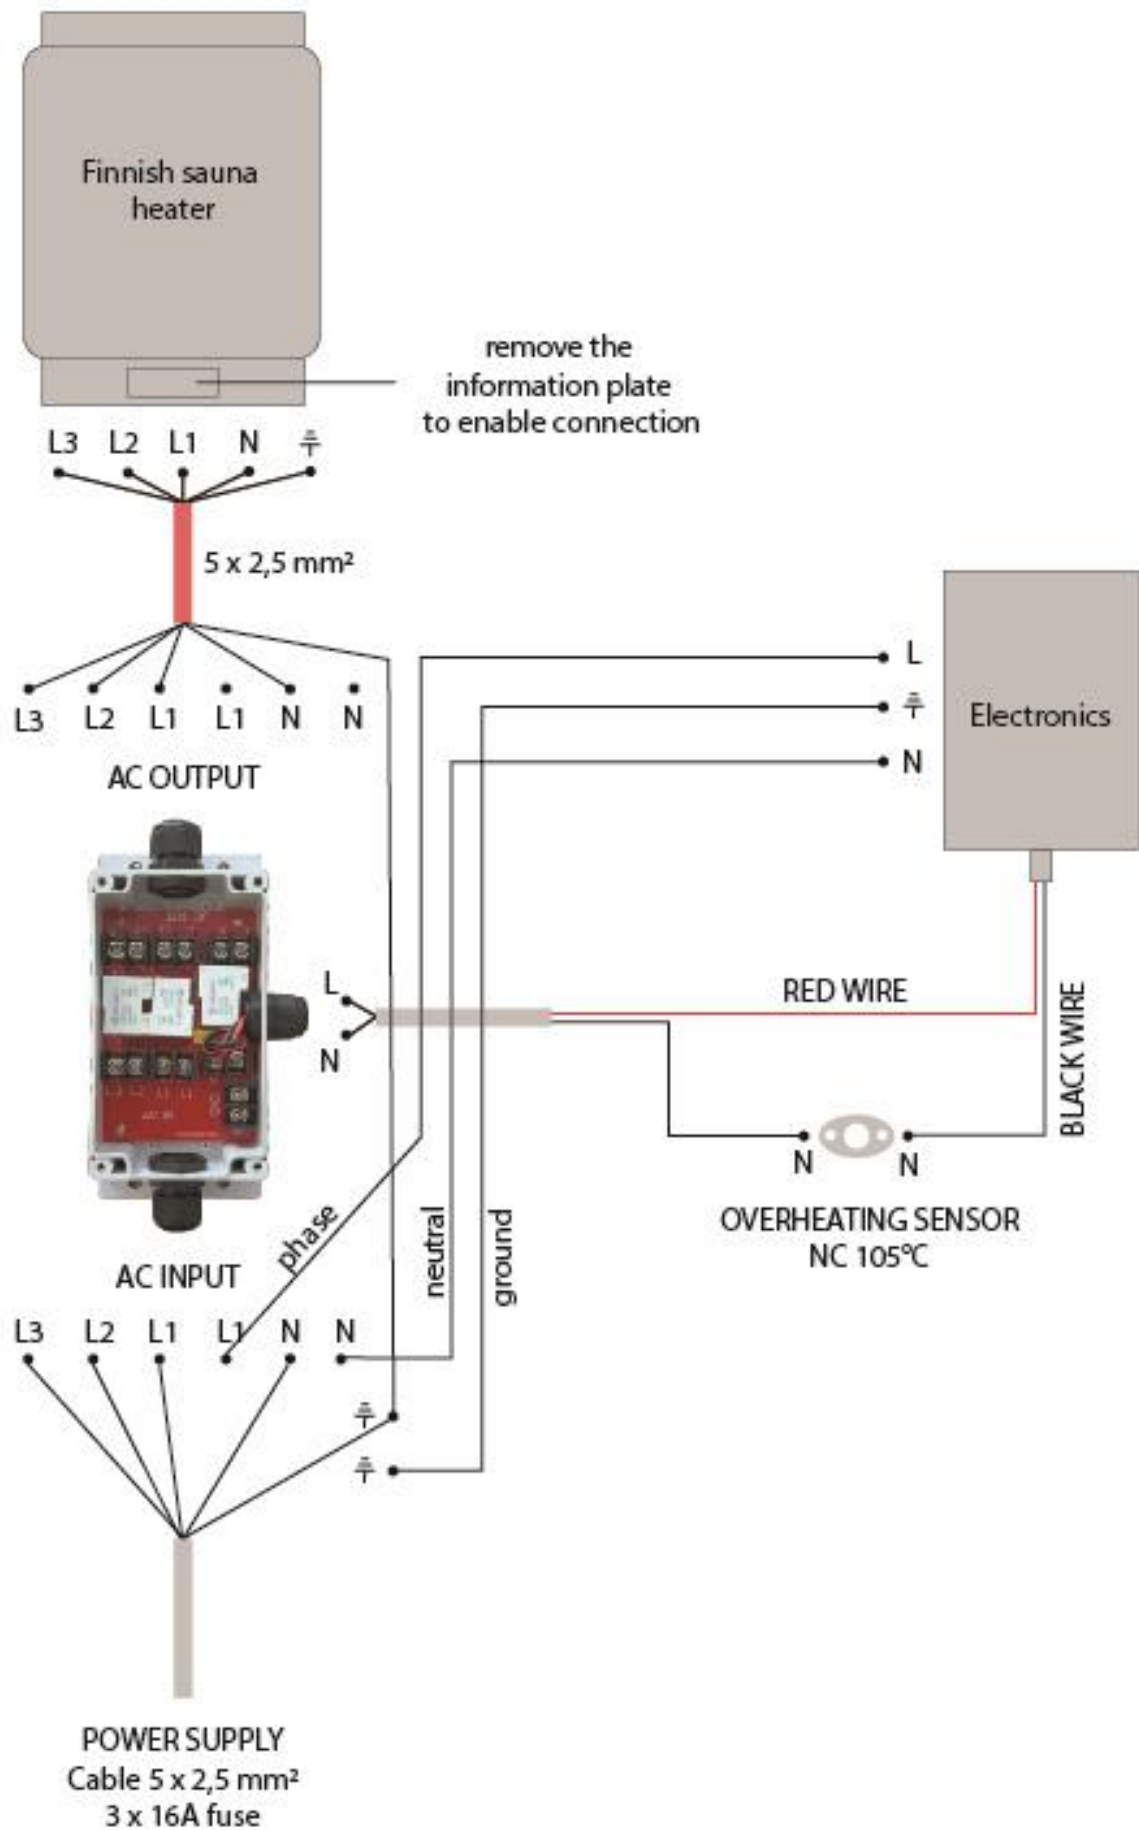 Finnish sauna
heater
remove the
information plate
to enable connection
L3 L2 L1 N
5 x 2,5 mm²
L3 L2 L1 L1 N N
AC OUTPUT
L
N
Electronics
L
N
RED WIRE
BLACK WIRE
N N
OVERHEATING SENSOR
NC 105°C
phase
neutral
ground
AC INPUT
L3 L2 L1 L1 N N
POWER SUPPLY
Cable 5 x 2,5 mm²
3 x 16A fuse